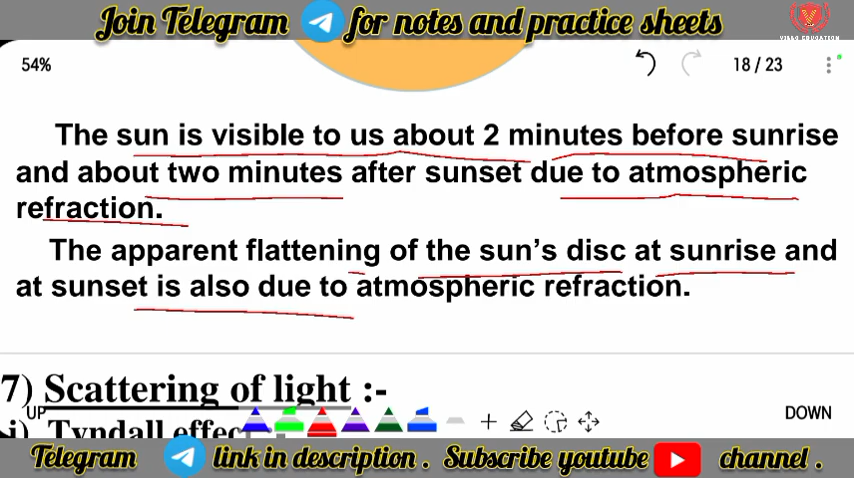 Join Telegram for notes and practice sheets
54%
18 / 23
The sun is visible to us about 2 minutes before sunrise
and about two minutes after sunset due to atmospheric
refraction.
The apparent flattening of the sun's disc at sunrise and
at sunset is also due to atmospheric refraction.
7) Scattering of light :-
UP
DOWN
i) Tyndall effect
Telegram link in description . Subscribe youtube channel .